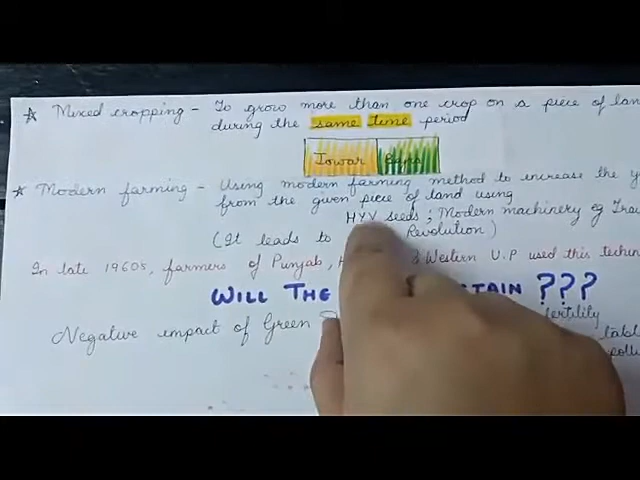 ☆ Mixed cropping - To grow more than one crop on a piece of
during the same time period
Jowar Bajra
* Modern farming - Using modern farming method to increase the
from the given piece of land using
HYV seeds ; Modern machinery eg
(It leads to Revolution)
In late 1960s, farmers of Punjab, Western U.P used this
WILL THE ???
Negative impact of Green fertility